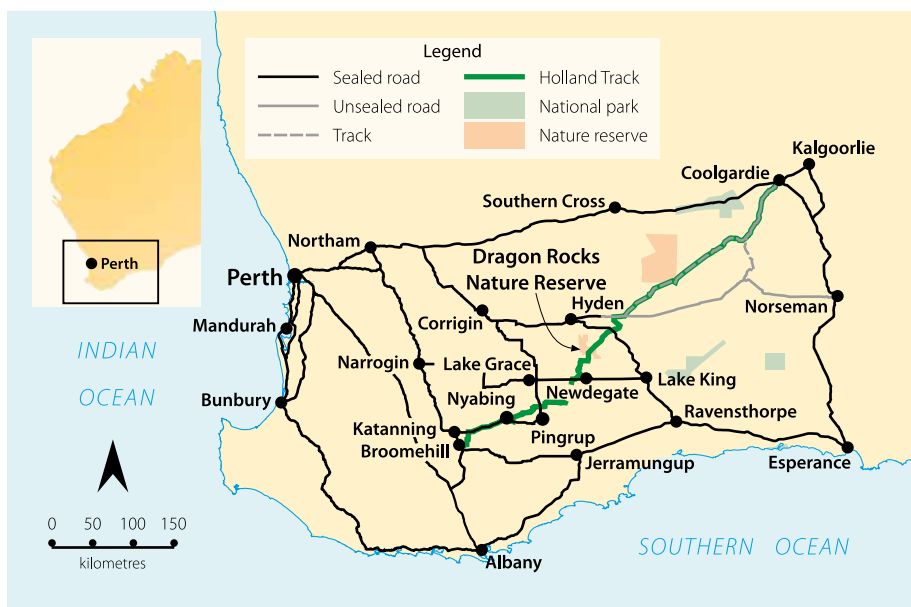 Legend
Sealed road
Holland Track
Unsealed road
National park
Track
Nature reserve
Perth
Kalgoorlie
Coolgardie
Southern Cross
Northam
Dragon Rocks
Nature Reserve
Perth
Hyden
Norseman
Corrigin
Mandurah
INDIAN
OCEAN
Narrogin
Lake Grace
Lake King
Newdegate
Nyabing
Bunbury
Ravensthorpe
Katanning
Pingrup
Broomehill
Jerramungup
Esperance
0 50 100 150
kilometres
SOUTHERN OCEAN
Albany